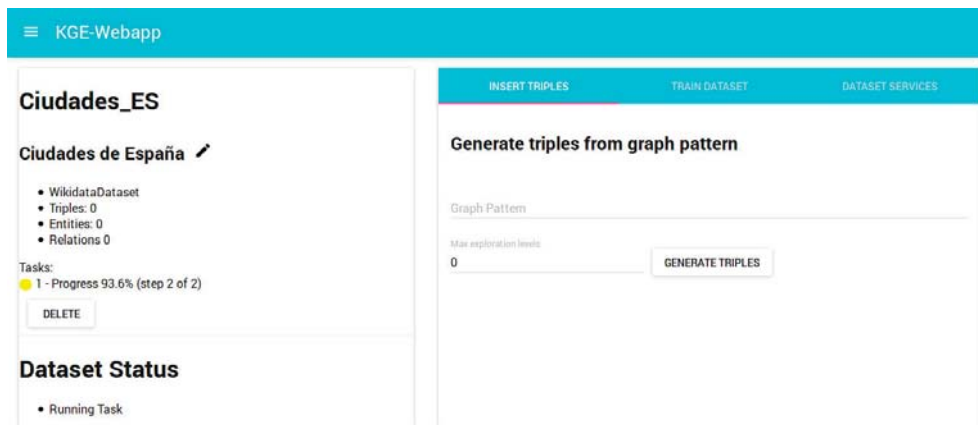 KGE-Webapp
Ciudades_ES
Ciudades de España
WikidataDataset
Triples: 0
Entities: 0
Relations 0
Tasks:
1 - Progress 93.6% (step 2 of 2)
DELETE
Dataset Status
Running Task
INSERT TRIPLES
TRAIN DATASET
DATASET SERVICES
Generate triples from graph pattern
Graph Pattern
Max exploration levels
0
GENERATE TRIPLES